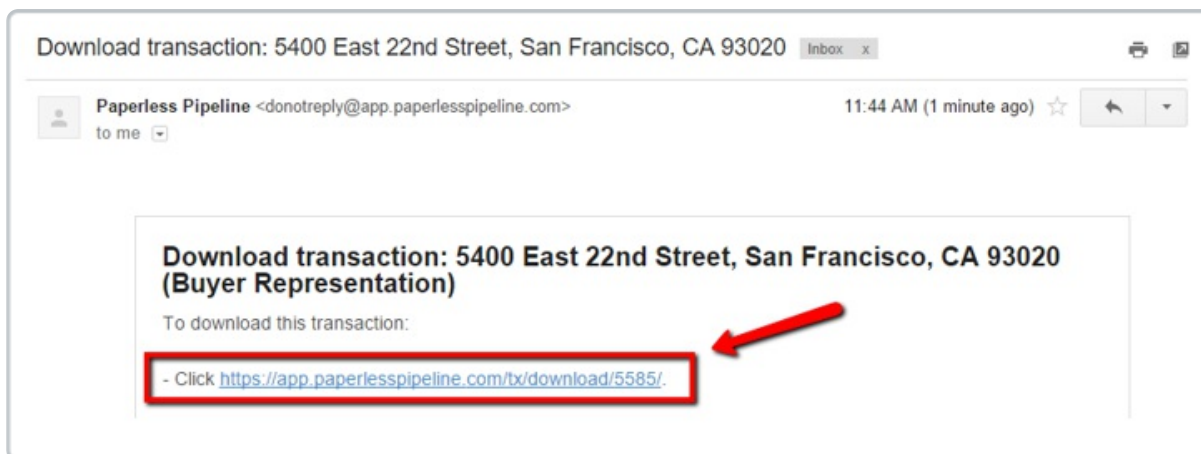 Download transaction: 5400 East 22nd Street, San Francisco, CA 93020 Inbox x
Paperless Pipeline <donotreply@app.paperlesspipeline.com> 11:44 AM (1 minute ago)
to me
Download transaction: 5400 East 22nd Street, San Francisco, CA 93020
(Buyer Representation)
To download this transaction:
- Click https://app.paperlesspipeline.com/tx/download/5585/.